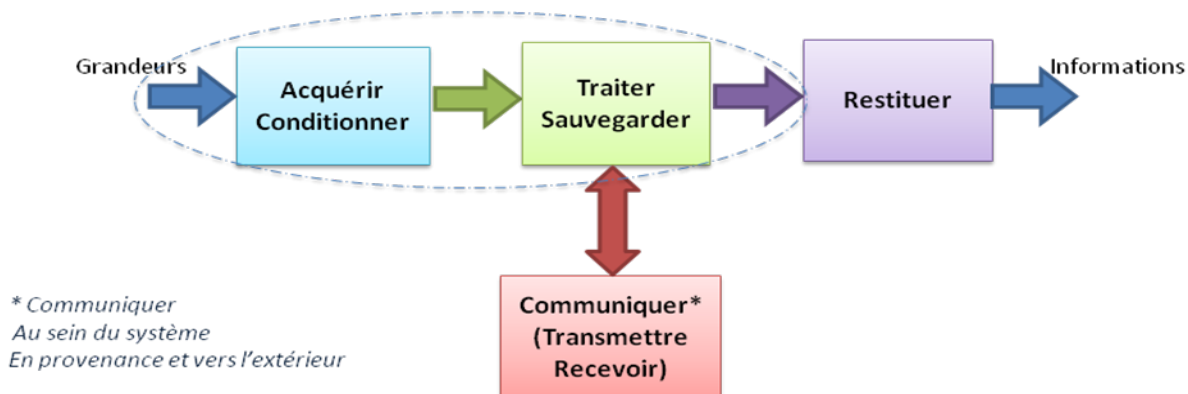 Grandeurs
Acquérir
Conditionner
Traiter
Sauvegarder
Restituer
Informations
Communiquer*
(Transmettre
Recevoir)
* Communiquer
Au sein du système
En provenance et vers l'extérieur